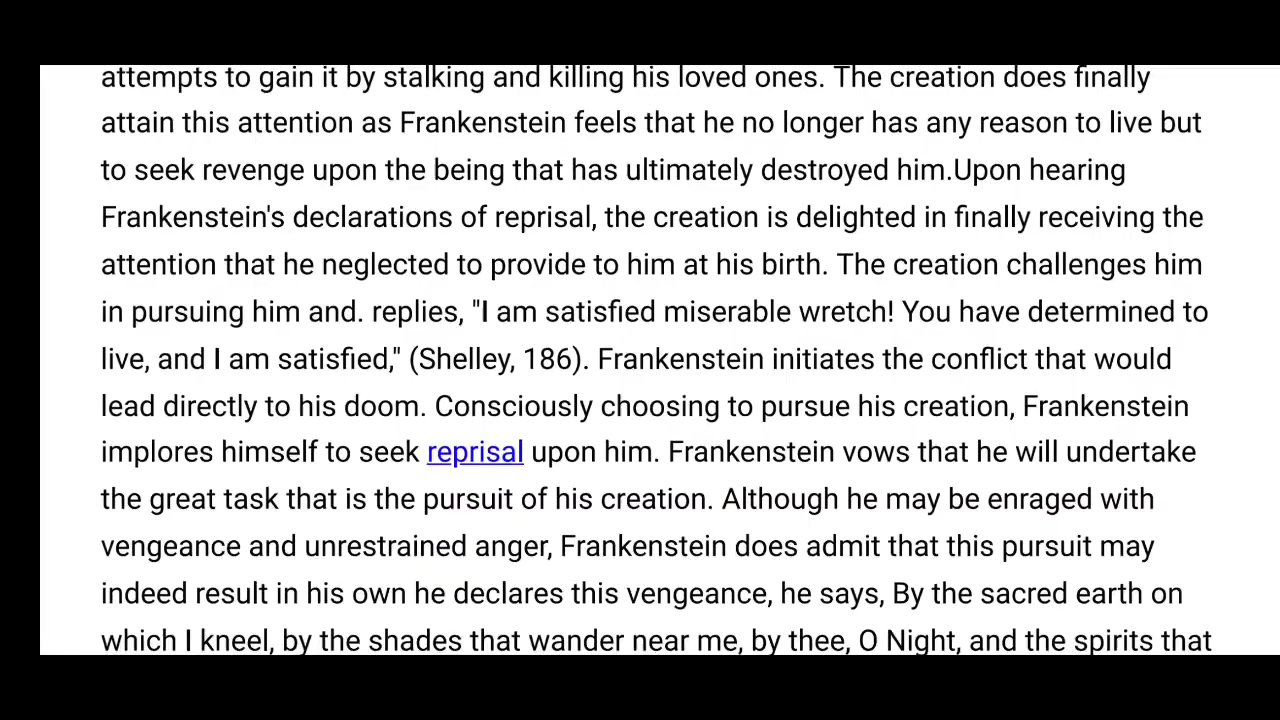 attempts to gain it by stalking and killing his loved ones. The creation does finally
attain this attention as Frankenstein feels that he no longer has any reason to live but
to seek revenge upon the being that has ultimately destroyed him.Upon hearing
Frankenstein's declarations of reprisal, the creation is delighted in finally receiving the
attention that he neglected to provide to him at his birth. The creation challenges him
in pursuing him and. replies, "I am satisfied miserable wretch! You have determined to
live, and I am satisfied," (Shelley, 186). Frankenstein initiates the conflict that would
lead directly to his doom. Consciously choosing to pursue his creation, Frankenstein
implores himself to seek reprisal upon him. Frankenstein vows that he will undertake
the great task that is the pursuit of his creation. Although he may be enraged with
vengeance and unrestrained anger, Frankenstein does admit that this pursuit may
indeed result in his own he declares this vengeance, he says, By the sacred earth on
which I kneel, by the shades that wander near me, by thee, O Night, and the spirits that